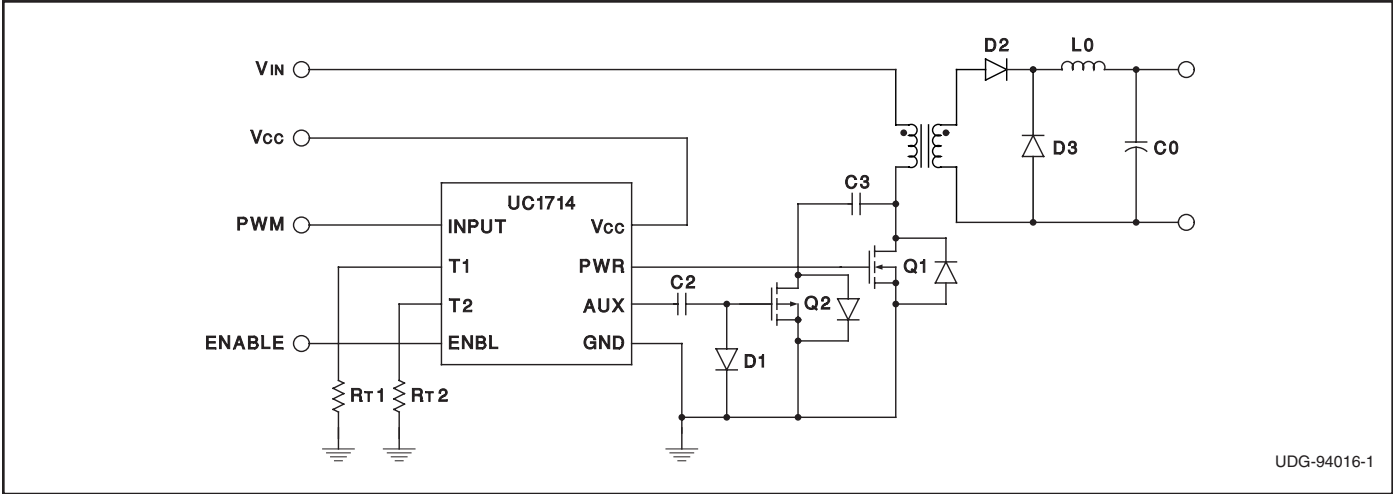 D2 L0
VIN
VCC
D3 C0
C3
UC1714
PWM INPUT VCC
T1 PWR Q1
C2
T2 AUX Q2
ENABLE ENBL GND
D1
RT1 RT2
UDG-94016-1